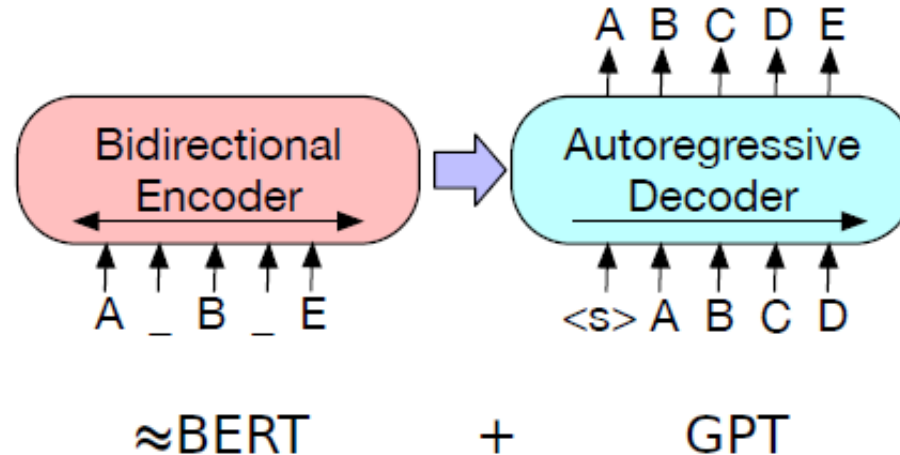 A B C D E
Bidirectional
Encoder
Autoregressive
Decoder
A _ B _ E
<s> A B C D
≈BERT + GPT